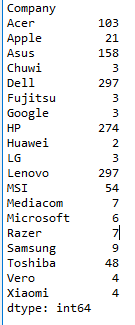 Company
Acer 103
Apple 21
Asus 158
Chuwi 3
Dell 297
Fujitsu 3
Google 3
HP 274
Huawei 2
LG 3
Lenovo 297
MSI 54
Mediacom 7
Microsoft 6
Razer 7
Samsung 9
Toshiba 48
Vero 4
Xiaomi 4
dtype: int64